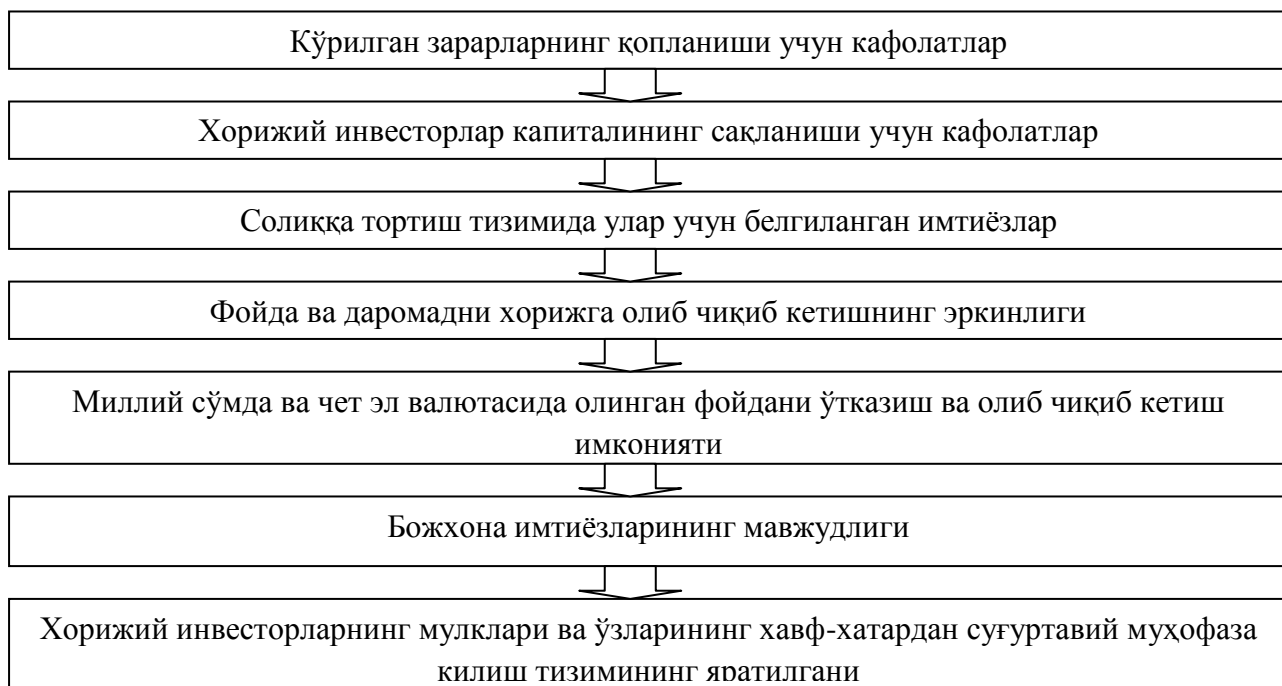 Кўрилган зарарларнинг қопланиши учун кафолатлар
Хорижий инвесторлар капиталининг сақланиши учун кафолатлар
Солиққа тортиш тизимида улар учун белгиланган имтиёзлар
Фойда ва даромадни хорижга олиб чиқиб кетишнинг эркинлиги
Миллий сўмда ва чет эл валютасида олинган фойдани ўтказиш ва олиб чиқиб кетиш
имконияти
Божхона имтиёзларининг мавжудлиги
Хорижий инвесторларнинг мулклари ва ўзларининг хавф-хатардан суғуртавий муҳофаза
қилиш тизимининг яратилгани